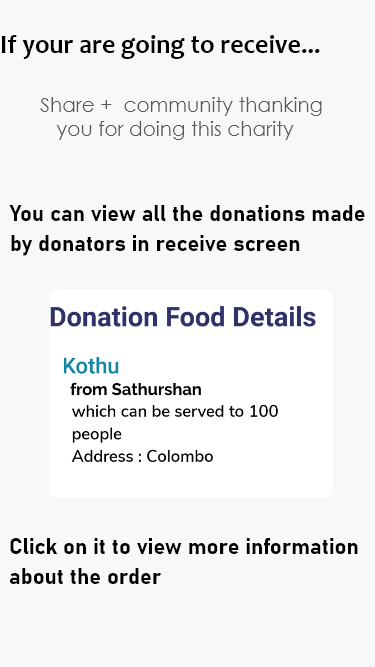 If your are going to receive...
Share +  community thanking
you for doing this charity
You can view all the donations made
by donators in receive screen
Donation Food Details
Kothu
from Sathurshan
which can be served to 100
people
Address : Colombo
Click on it to view more information
about the order